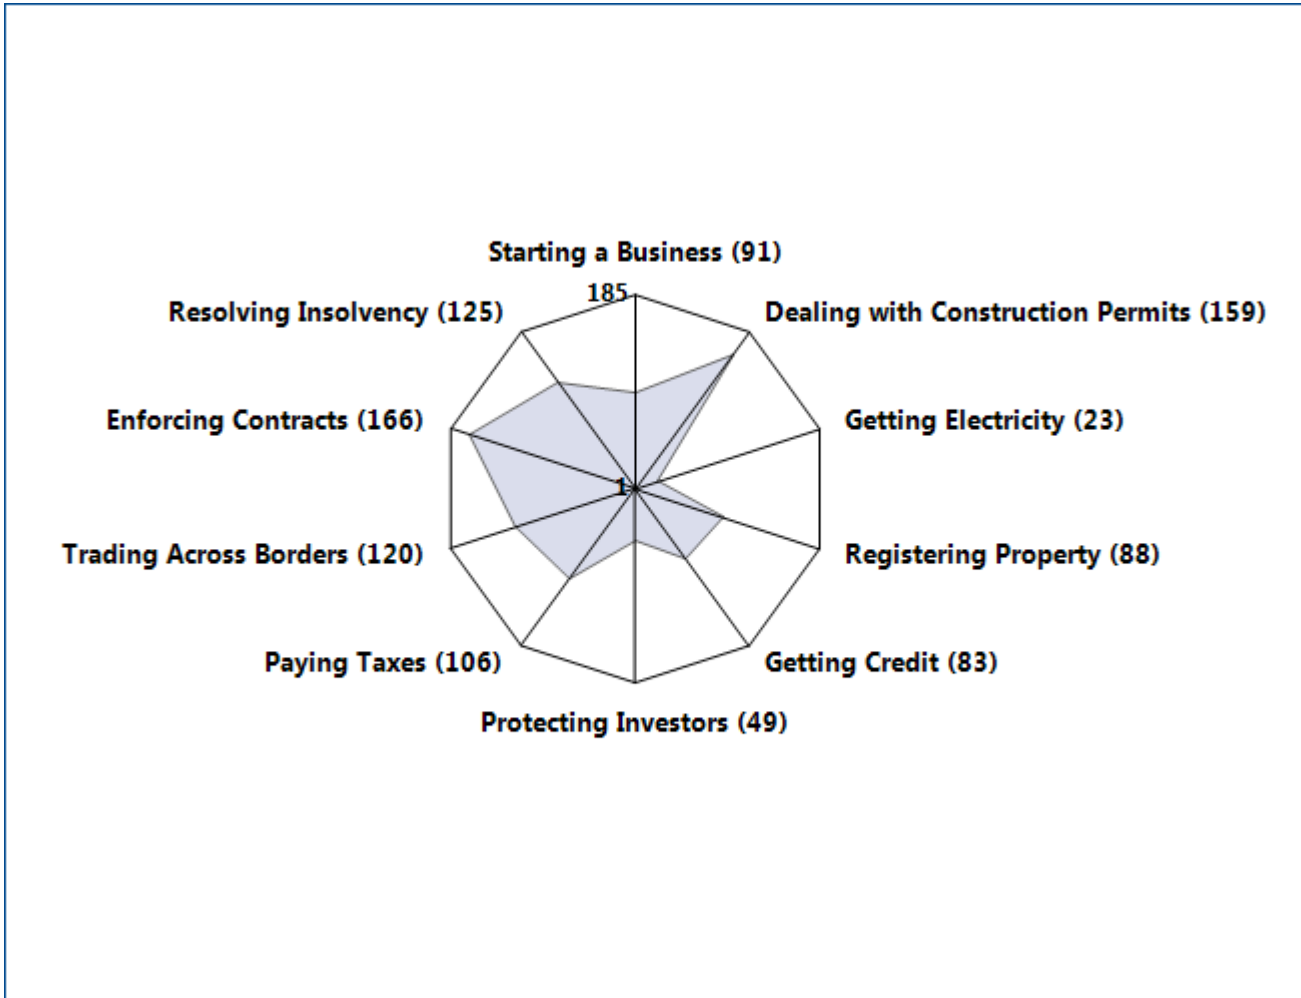 Starting a Business (91)
185
Resolving Insolvency (125)
Dealing with Construction Permits (159)
Enforcing Contracts (166)
Getting Electricity (23)
1
Trading Across Borders (120)
Registering Property (88)
Paying Taxes (106)
Getting Credit (83)
Protecting Investors (49)